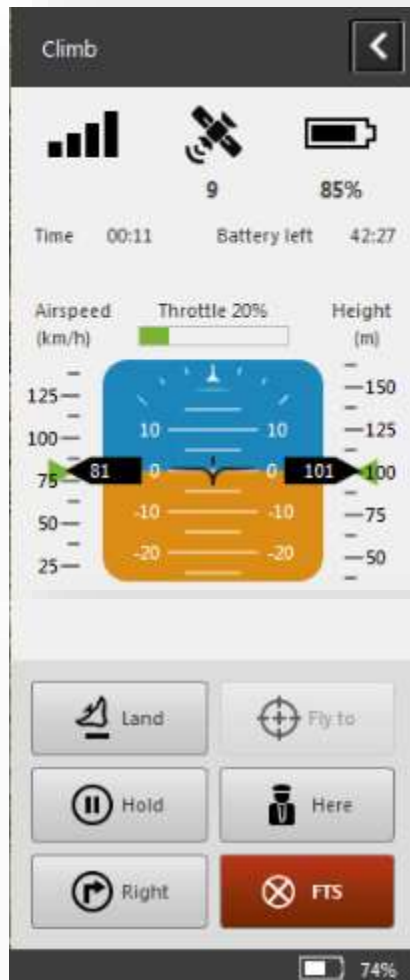 Climb
9 85%
Time 00:11 Battery left 42:27
Airspeed Throttle 20% Height
(km/h) (m)
150
125
10 10 125
100
81 0 0 101 100
75
-10 -10 75
50
-20 -20 50
25
Land Fly to
Hold Here
Right FTS
74%